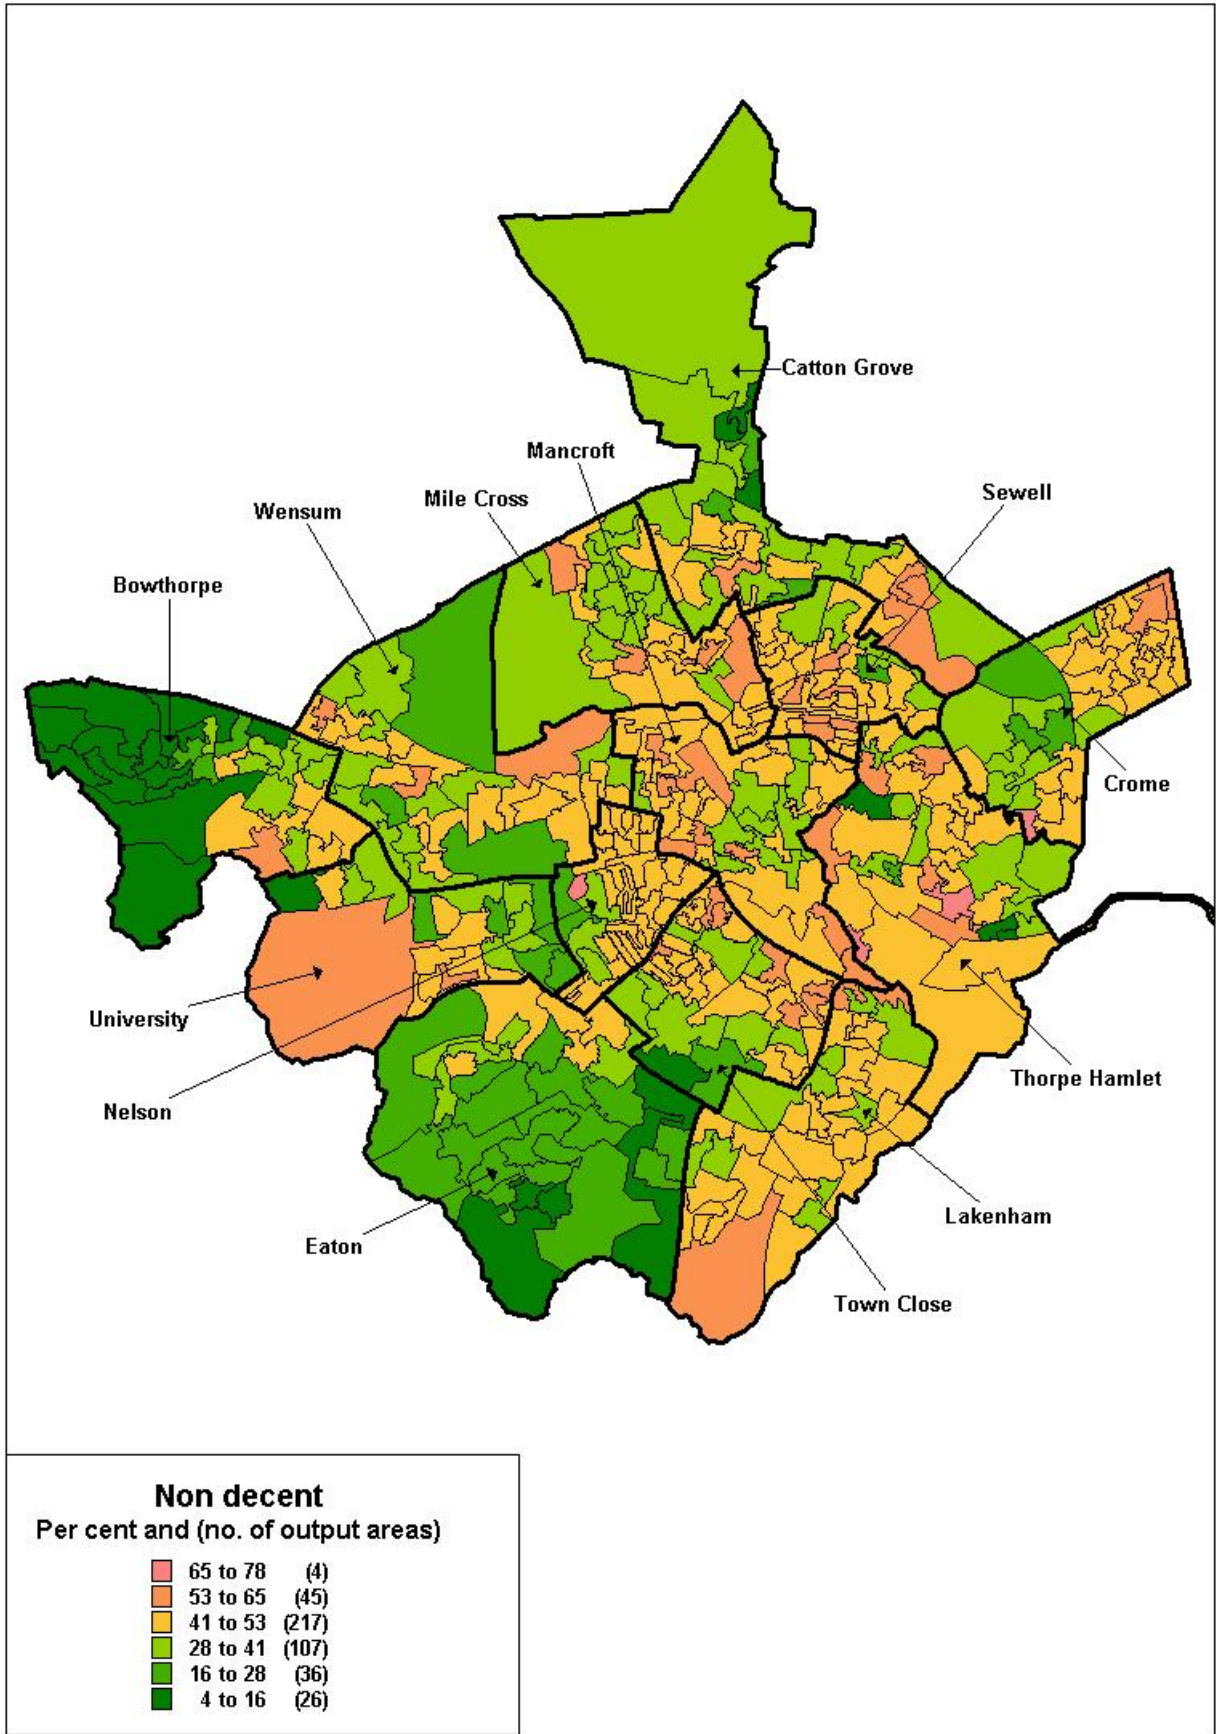 Catton Grove
Mancroft
Sewell
Mile Cross
Wensum
Bowthorpe
Crome
University
Thorpe Hamlet
Nelson
Lakenham
Eaton
Town Close
Non decent
Per cent and (no. of output areas)
65 to 78 (4)
53 to 65 (45)
41 to 53 (217)
28 to 41 (107)
16 to 28 (36)
4 to 16 (26)